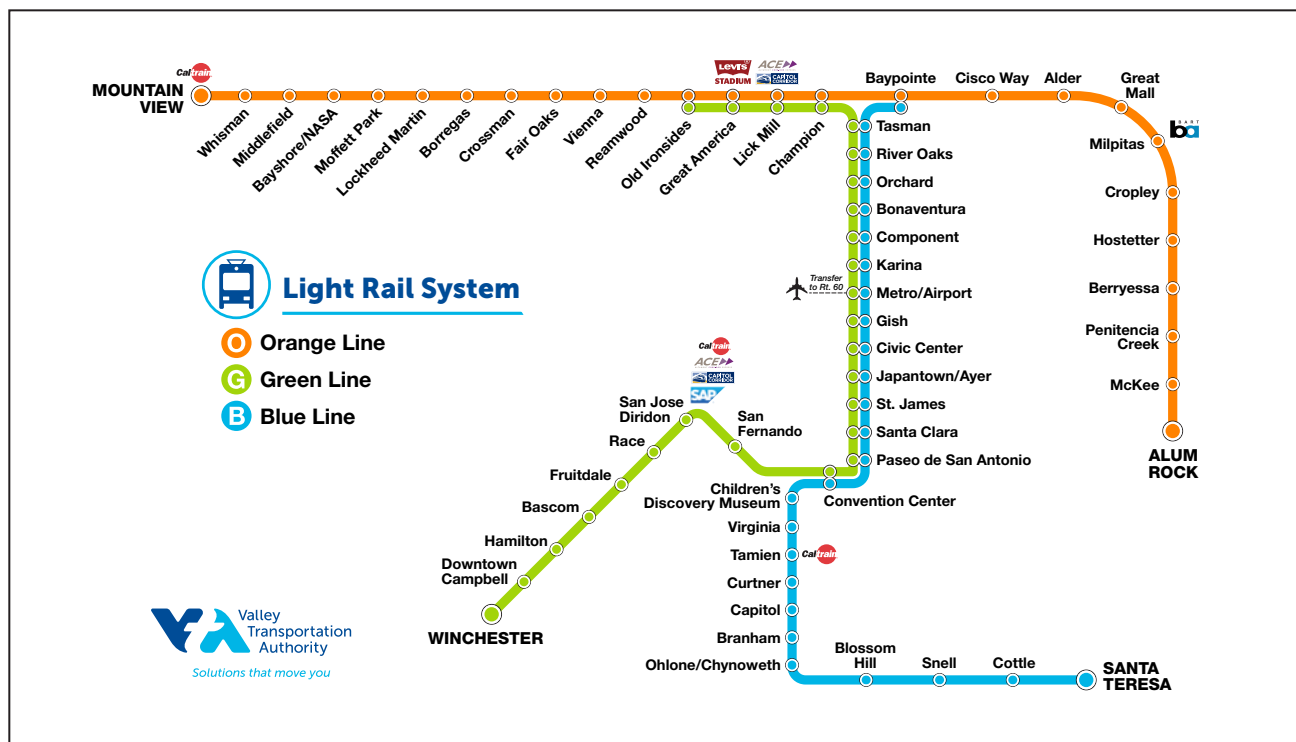 Caltrain
MOUNTAIN
VIEW
Whisman
Middlefield
Bayshore/NASA
Moffett Park
Lockheed Martin
Borregas
Crossman
Fair Oaks
Vienna
Reamwood
Old Ironsides
Great America
Lick Mill
Champion
LEVI'S
STADIUM
ACE
CAPITOL
CORRIDOR
Baypointe
Cisco Way
Alder
Great
Mall
BART
ba
Milpitas
Cropley
Hostetter
Berryessa
Penitencia
Creek
McKee
ALUM
ROCK
Tasman
River Oaks
Orchard
Bonaventura
Component
Karina
Transfer
to Rt. 60
Metro/Airport
Gish
Civic Center
Japantown/Ayer
St. James
Santa Clara
Paseo de San Antonio
Convention Center
Light Rail System
O Orange Line
G Green Line
B Blue Line
Caltrain
ACE
CAPITOL
CORRIDOR
SAP
San Jose
Diridon
San
Fernando
Race
Fruitdale
Bascom
Hamilton
Downtown
Campbell
WINCHESTER
Children's
Discovery Museum
Virginia
Tamien
Caltrain
Curtner
Capitol
Branham
Ohlone/Chynoweth
Blossom
Hill
Snell
Cottle
SANTA
TERESA
VTA
Valley
Transportation
Authority
Solutions that move you